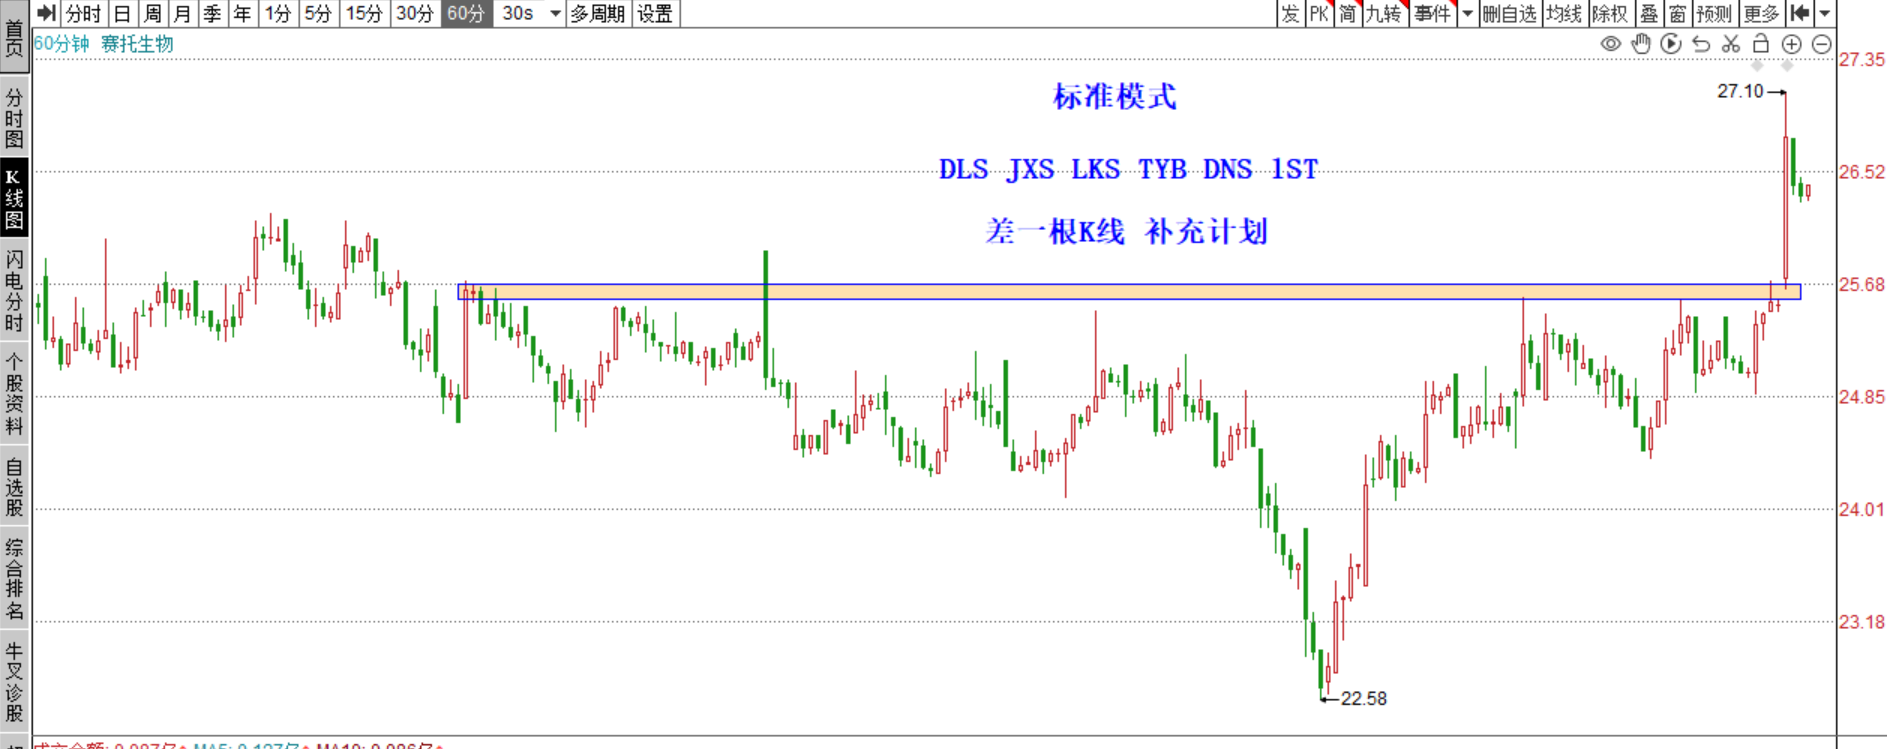 分时 日 周 月 季 年 1分 5分 15分 30分 60分 30s 多周期 设置 发 PK 简 九转 事件 删自选 均线 除权 叠 窗 预测 更多
首页
分时图
K线图
闪电分时
个股资料
自选股
综合排名
牛叉诊股
60分钟 赛托生物
27.35
标准模式
27.10
DLS JXS LKS TYB DNS 1ST
26.52
差一根K线 补充计划
25.68
24.85
24.01
23.18
22.58